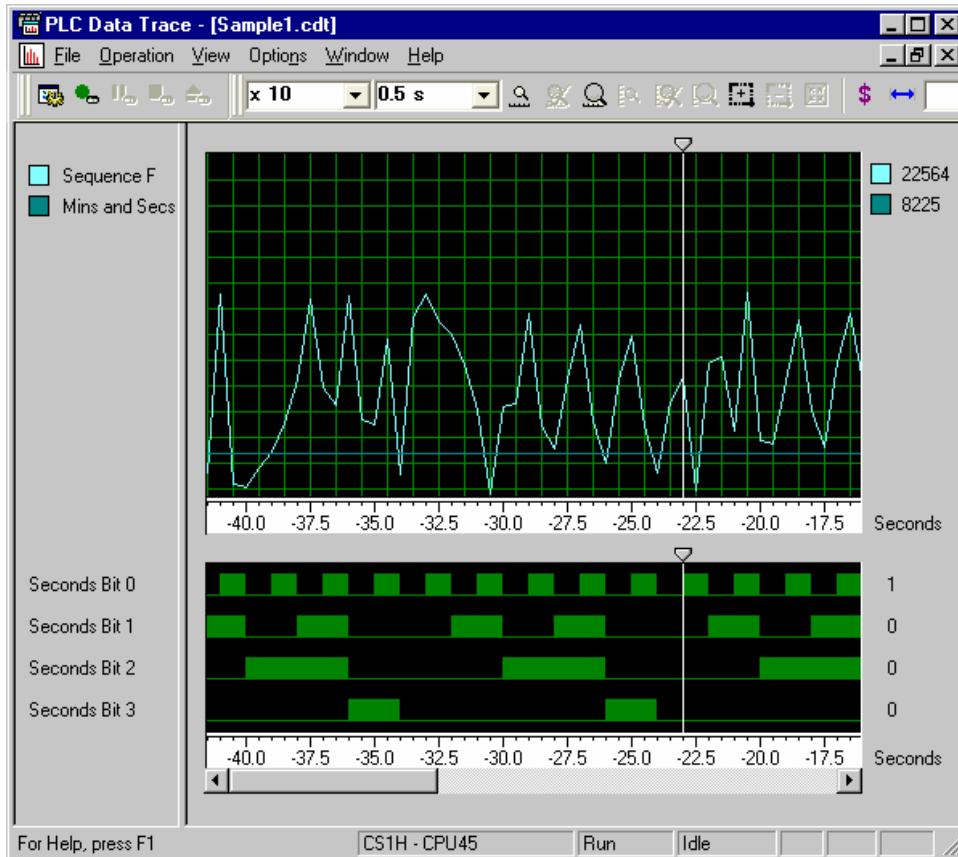 PLC Data Trace - [Sample1.cdt]
File Operation View Options Window Help
x 10 0.5 s $
Sequence F 22564
Mins and Secs 8225
-40.0 -37.5 -35.0 -32.5 -30.0 -27.5 -25.0 -22.5 -20.0 -17.5 Seconds
Seconds Bit 0 1
Seconds Bit 1 0
Seconds Bit 2 0
Seconds Bit 3 0
-40.0 -37.5 -35.0 -32.5 -30.0 -27.5 -25.0 -22.5 -20.0 -17.5 Seconds
For Help, press F1 CS1H - CPU45 Run Idle